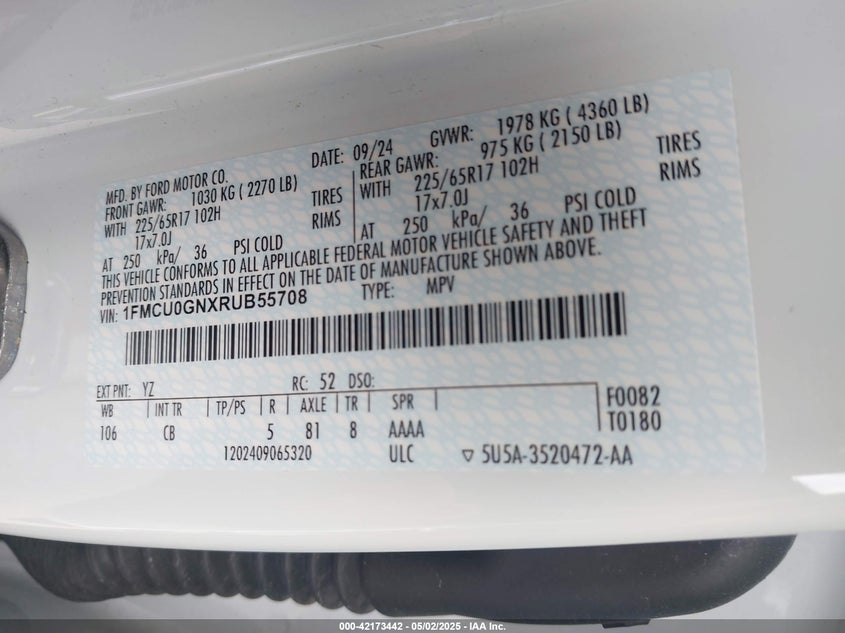 MFD. BY FORD MOTOR CO. DATE: 09/24 GVWR: 1978 KG ( 4360 LB)
FRONT GAWR: 1030 KG ( 2270 LB) REAR GAWR: 975 KG ( 2150 LB)
WITH 225/65R17 102H TIRES WITH 225/65R17 102H TIRES
17x7.0J RIMS 17x7.0J RIMS
AT 250 kPa/ 36 PSI COLD AT 250 kPa/ 36 PSI COLD
THIS VEHICLE CONFORMS TO ALL APPLICABLE FEDERAL MOTOR VEHICLE SAFETY AND THEFT
PREVENTION STANDARDS IN EFFECT ON THE DATE OF MANUFACTURE SHOWN ABOVE.
VIN: 1FMCU0GNXRUB55708 TYPE: MPV
EXT PNT: YZ RC: 52 DSO:
WB INT TR TP/PS R AXLE TR SPR F0082
106 CB 5 81 8 AAAA T0180
1202409065320 ULC ▽ 5U5A-3520472-AA
000-42173442 - 05/02/2025 - IAA Inc.